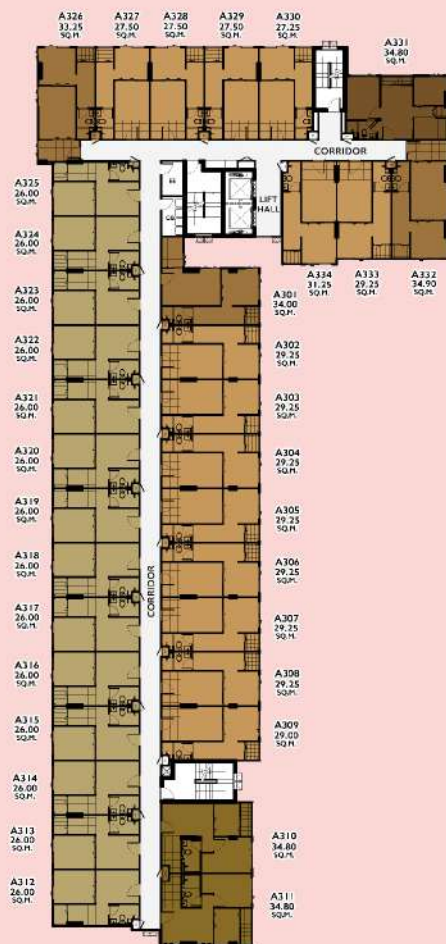 A326
33.25
SQ.M.
A327
27.50
SQ.M.
A328
27.50
SQ.M.
A329
27.50
SQ.M.
A330
27.25
SQ.M.
A331
34.80
SQ.M.
CORRIDOR
EE
LIFT
HALL
A325
26.00
SQ.M.
A324
26.00
SQ.M.
A323
26.00
SQ.M.
A322
26.00
SQ.M.
A321
26.00
SQ.M.
A320
26.00
SQ.M.
A319
26.00
SQ.M.
A318
26.00
SQ.M.
A317
26.00
SQ.M.
A316
26.00
SQ.M.
A315
26.00
SQ.M.
A314
26.00
SQ.M.
A313
26.00
SQ.M.
A312
26.00
SQ.M.
CORRIDOR
A334
31.25
SQ.M.
A333
29.25
SQ.M.
A332
34.90
SQ.M.
A301
34.00
SQ.M.
A302
29.25
SQ.M.
A303
29.25
SQ.M.
A304
29.25
SQ.M.
A305
29.25
SQ.M.
A306
29.25
SQ.M.
A307
29.25
SQ.M.
A308
29.25
SQ.M.
A309
29.00
SQ.M.
A310
34.80
SQ.M.
A311
34.80
SQ.M.